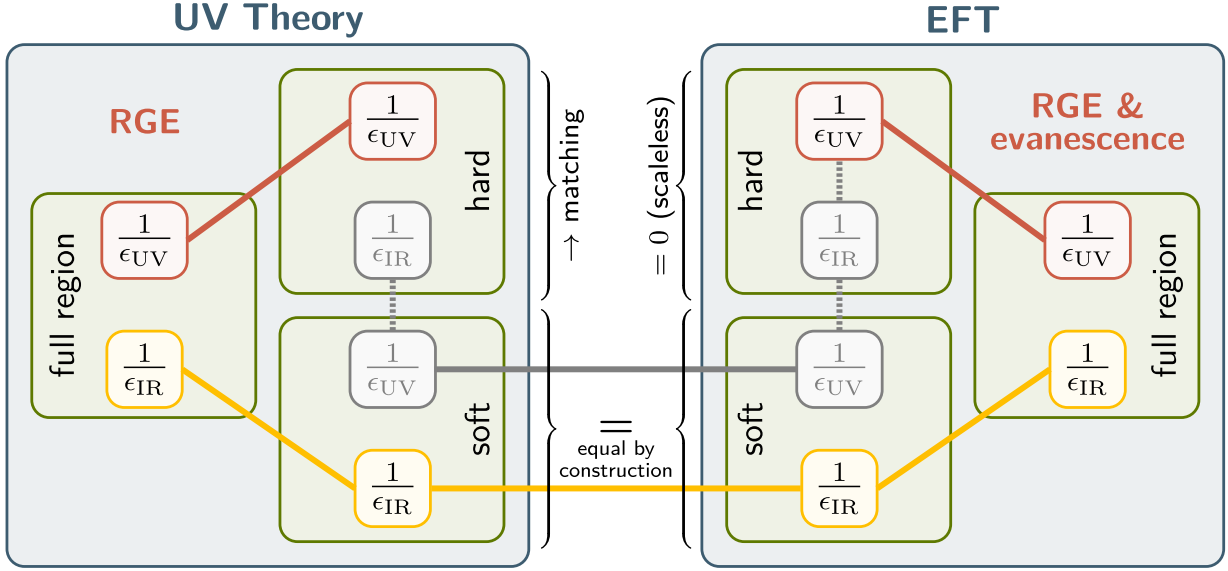 UV Theory
EFT
RGE
1
ϵUV
hard
1
ϵIR
full region
1
ϵUV
1
ϵIR
1
ϵUV
soft
1
ϵIR
→ matching
= 0 (scaleless)
=
equal by
construction
hard
1
ϵUV
1
ϵIR
RGE &
evanescence
1
ϵUV
full region
1
ϵIR
soft
1
ϵUV
1
ϵIR